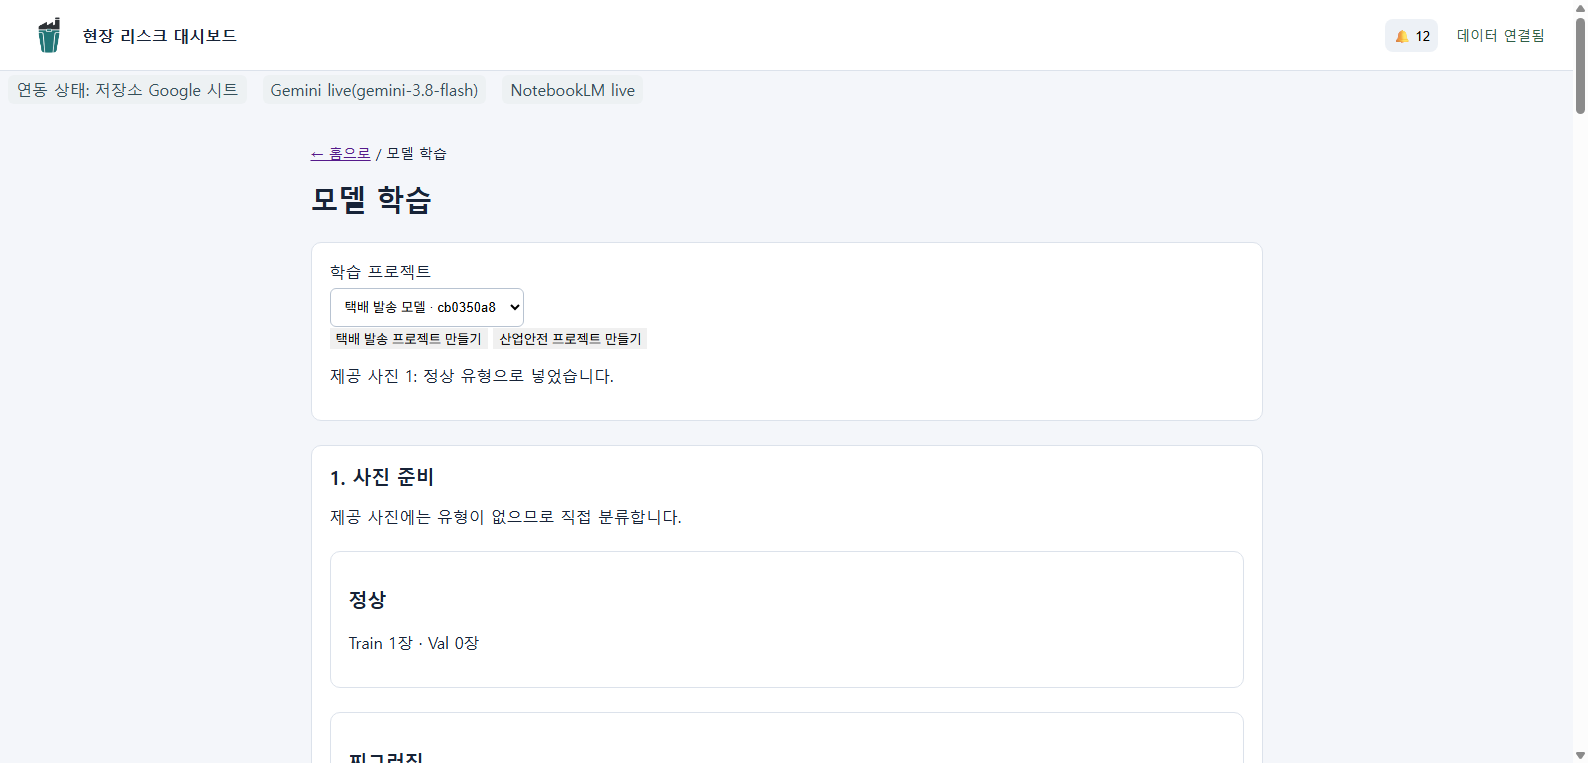 현장 리스크 대시보드
12
데이터 연결됨
연동 상태: 저장소 Google 시트
Gemini live(gemini-3.8-flash)
NotebookLM live
← 홈으로 / 모델 학습
모델 학습
학습 프로젝트
택배 발송 모델 · cb0350a8
택배 발송 프로젝트 만들기
산업안전 프로젝트 만들기
제공 사진 1: 정상 유형으로 넣었습니다.
1. 사진 준비
제공 사진에는 유형이 없으므로 직접 분류합니다.
정상
Train 1장 · Val 0장